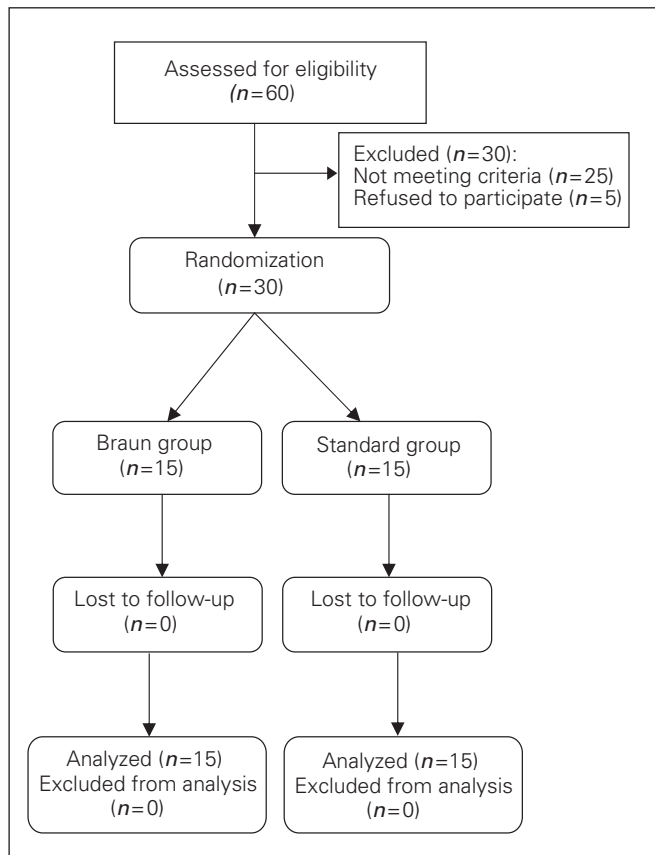 Assessed for eligibility
(n=60)
Excluded (n=30):
Not meeting criteria (n=25)
Refused to participate (n=5)
Randomization
(n=30)
Braun group
(n=15)
Standard group
(n=15)
Lost to follow-up
(n=0)
Lost to follow-up
(n=0)
Analyzed (n=15)
Excluded from analysis
(n=0)
Analyzed (n=15)
Excluded from analysis
(n=0)